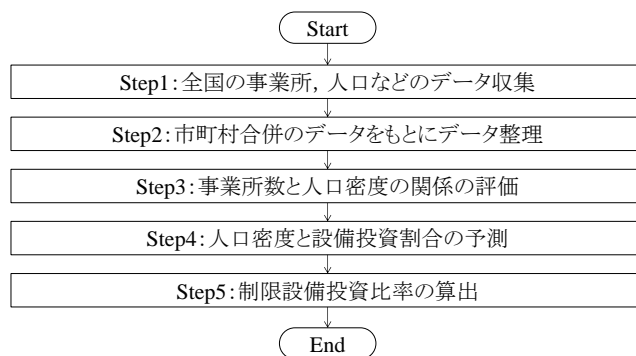 Start
Step1:全国の事業所，人口などのデータ収集
Step2:市町村合併のデータをもとにデータ整理
Step3:事業所数と人口密度の関係の評価
Step4:人口密度と設備投資割合の予測
Step5:制限設備投資比率の算出
End